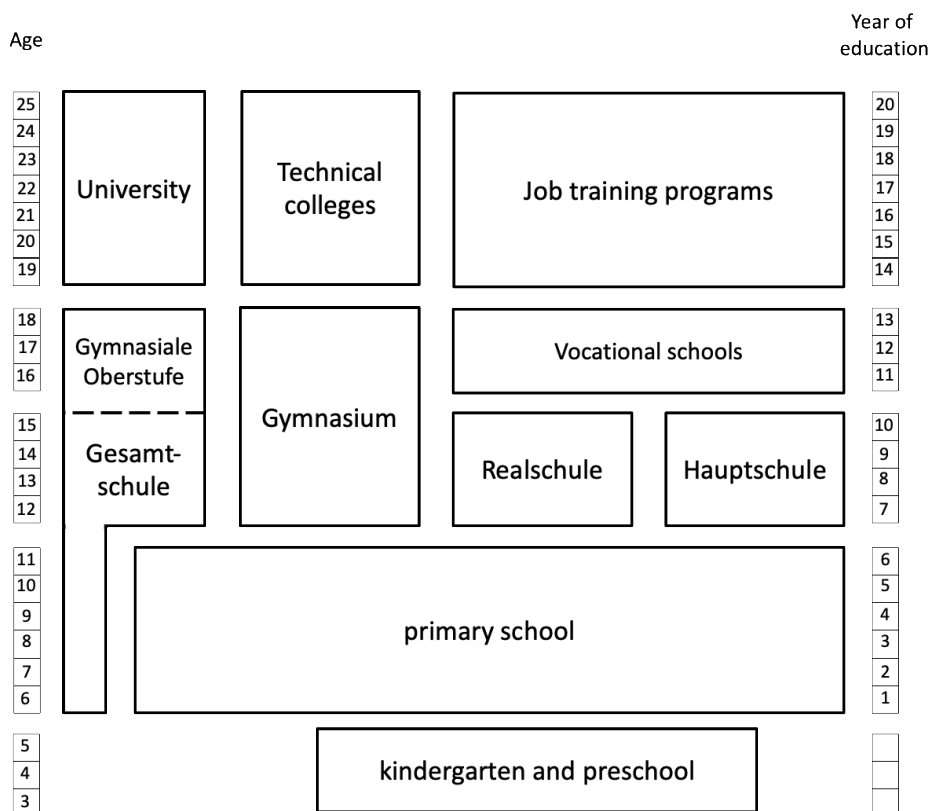 Age
Year of
education
25
24
23
22
21
20
19
University
Technical
colleges
Job training programs
20
19
18
17
16
15
14
18
17
16
Gymnasiale
Oberstufe
Vocational schools
13
12
11
15
14
13
12
Gesamt-
schule
Gymnasium
Realschule
Hauptschule
10
9
8
7
11
10
9
8
7
6
primary school
6
5
4
3
2
1
5
4
3
kindergarten and preschool